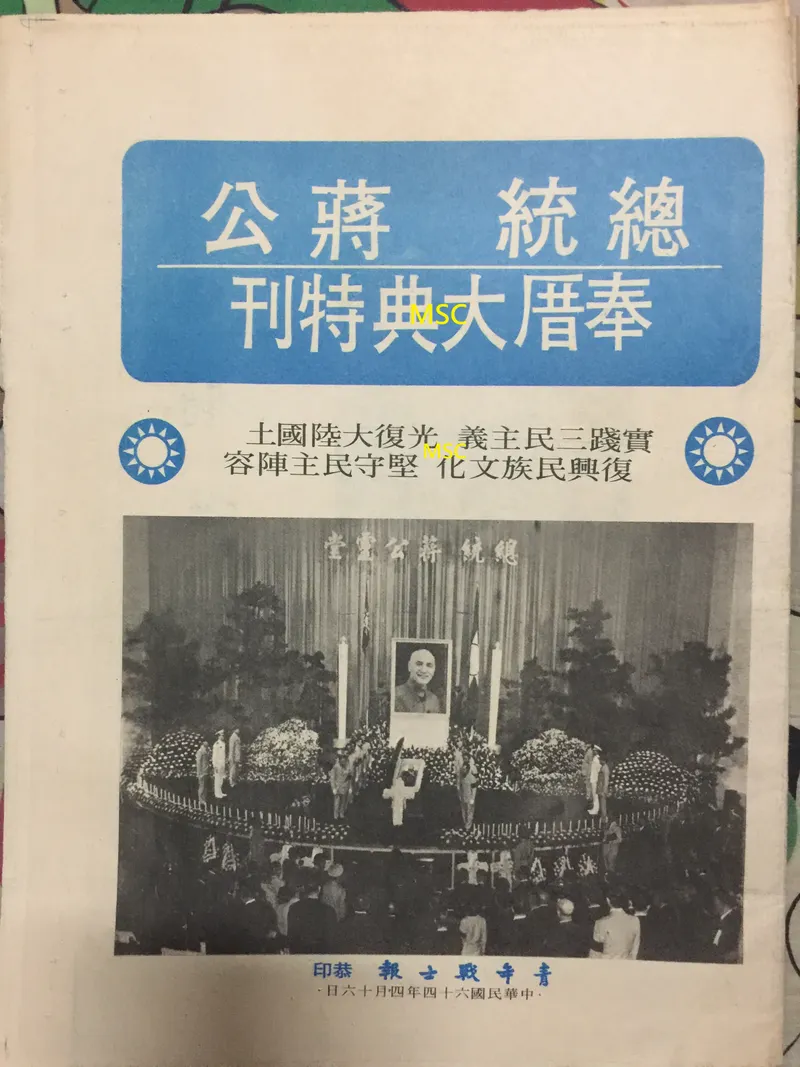 總統 蔣公
奉厝大典特刊
MSC
實踐三民主義 光復大陸國土
復興民族文化 堅守民主陣容
MSC
總統蔣公靈堂
青年戰士報 恭印
·中華民國六十四年四月十六日·